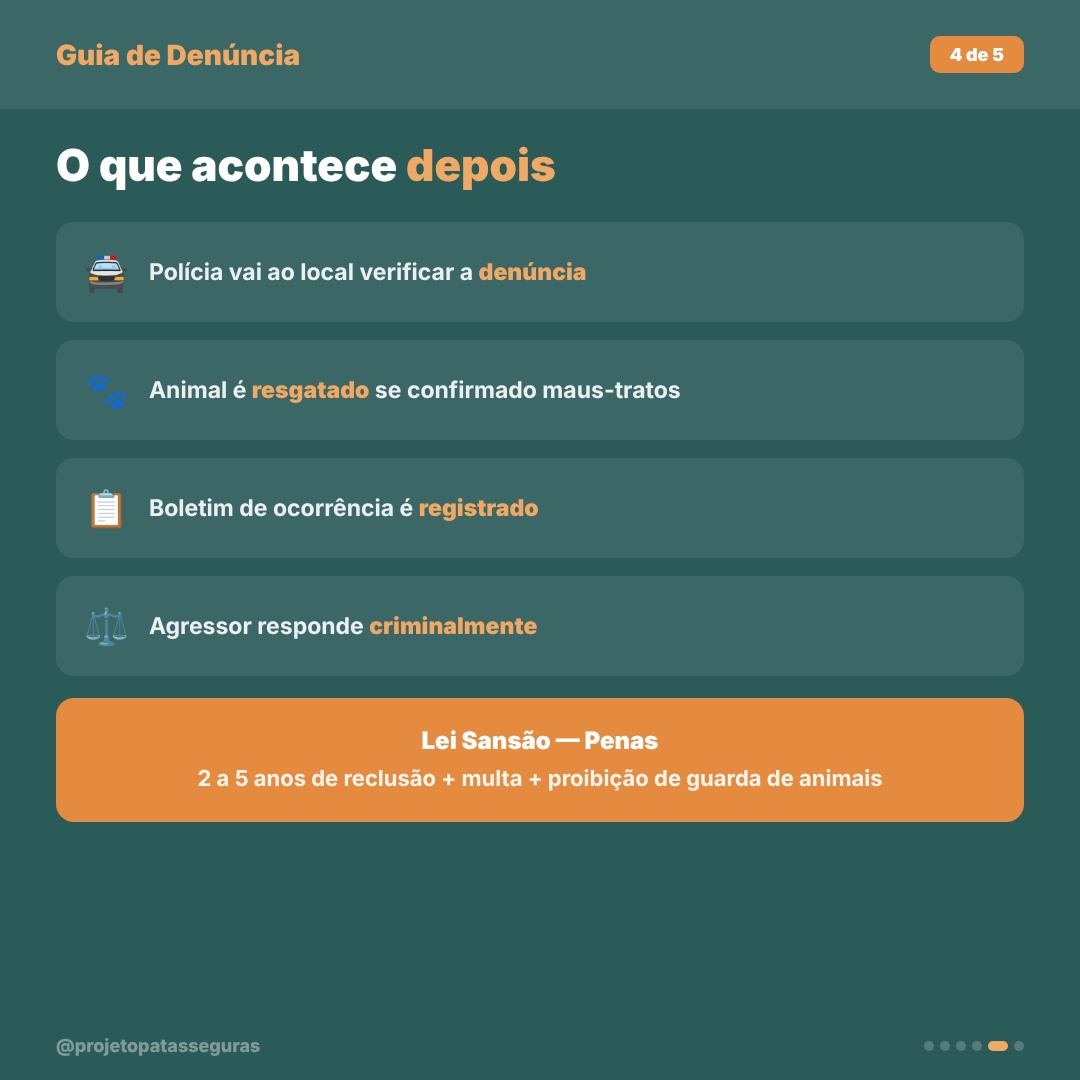 Guia de Denúncia
4 de 5
O que acontece depois
Polícia vai ao local verificar a denúncia
Animal é resgatado se confirmado maus-tratos
Boletim de ocorrência é registrado
Agressor responde criminalmente
Lei Sansão — Penas
2 a 5 anos de reclusão + multa + proibição de guarda de animais
@projetopatasseguras